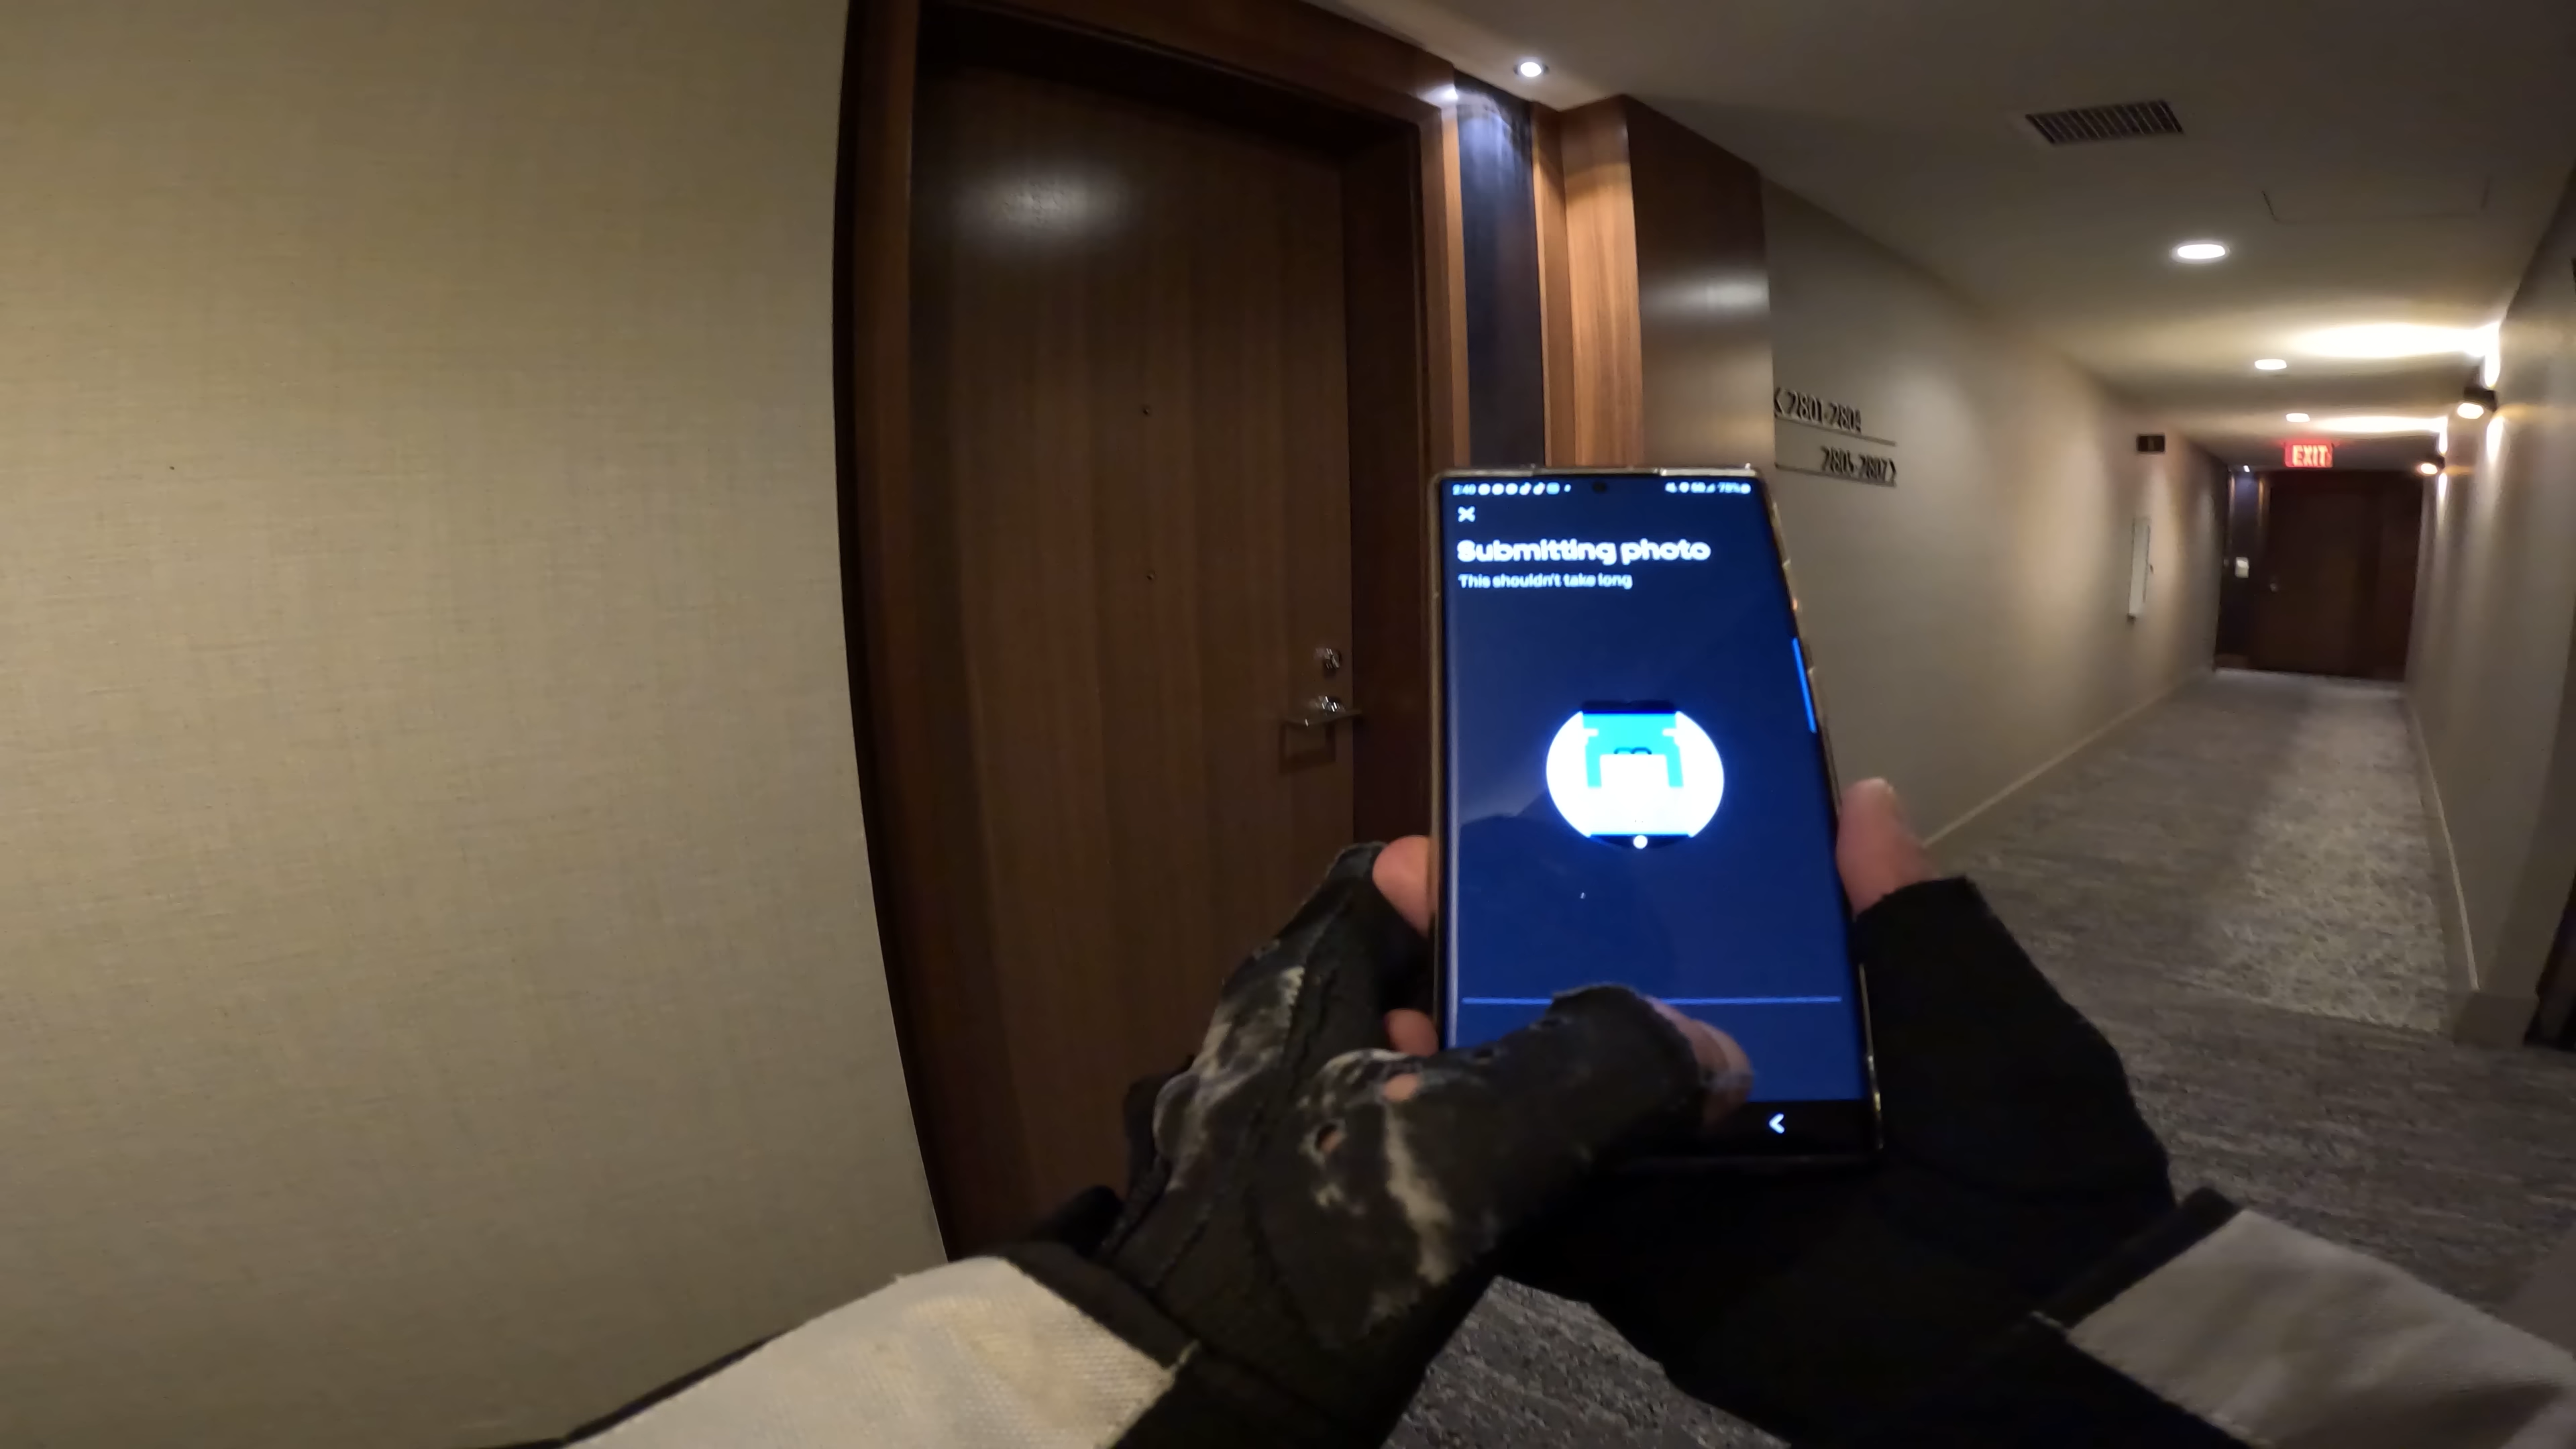 < 2801-2804
2805-2807 >
EXIT
Submitting photo
This shouldn't take long